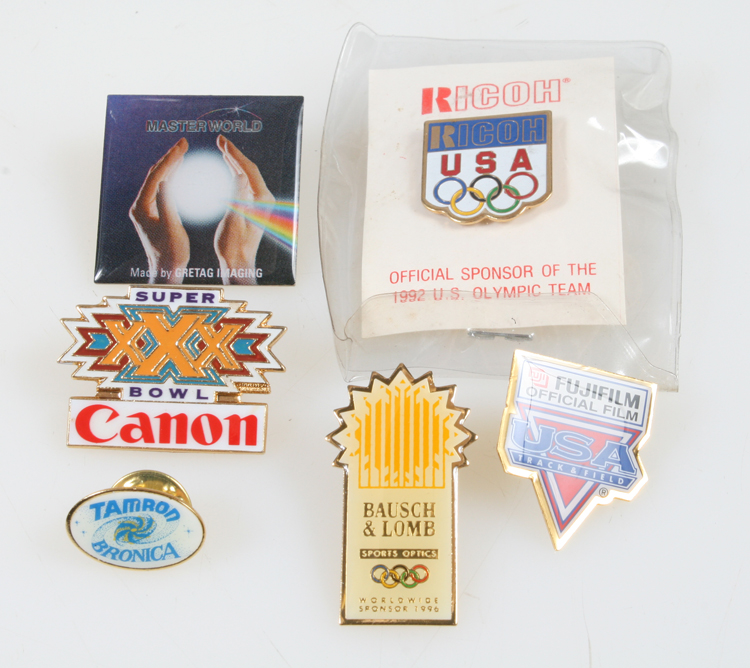 MASTERWORLD
Made by GRETAG IMAGING
RICOH®
RICOH
USA
OFFICIAL SPONSOR OF THE
1992 U.S. OLYMPIC TEAM
SUPER
XXX
BOWL
Canon
TAMRON
BRONICA
BAUSCH
& LOMB
SPORTS OPTICS
WORLDWIDE
SPONSOR 1996
FUJIFILM
OFFICIAL FILM
USA
TRACK & FIELD
®